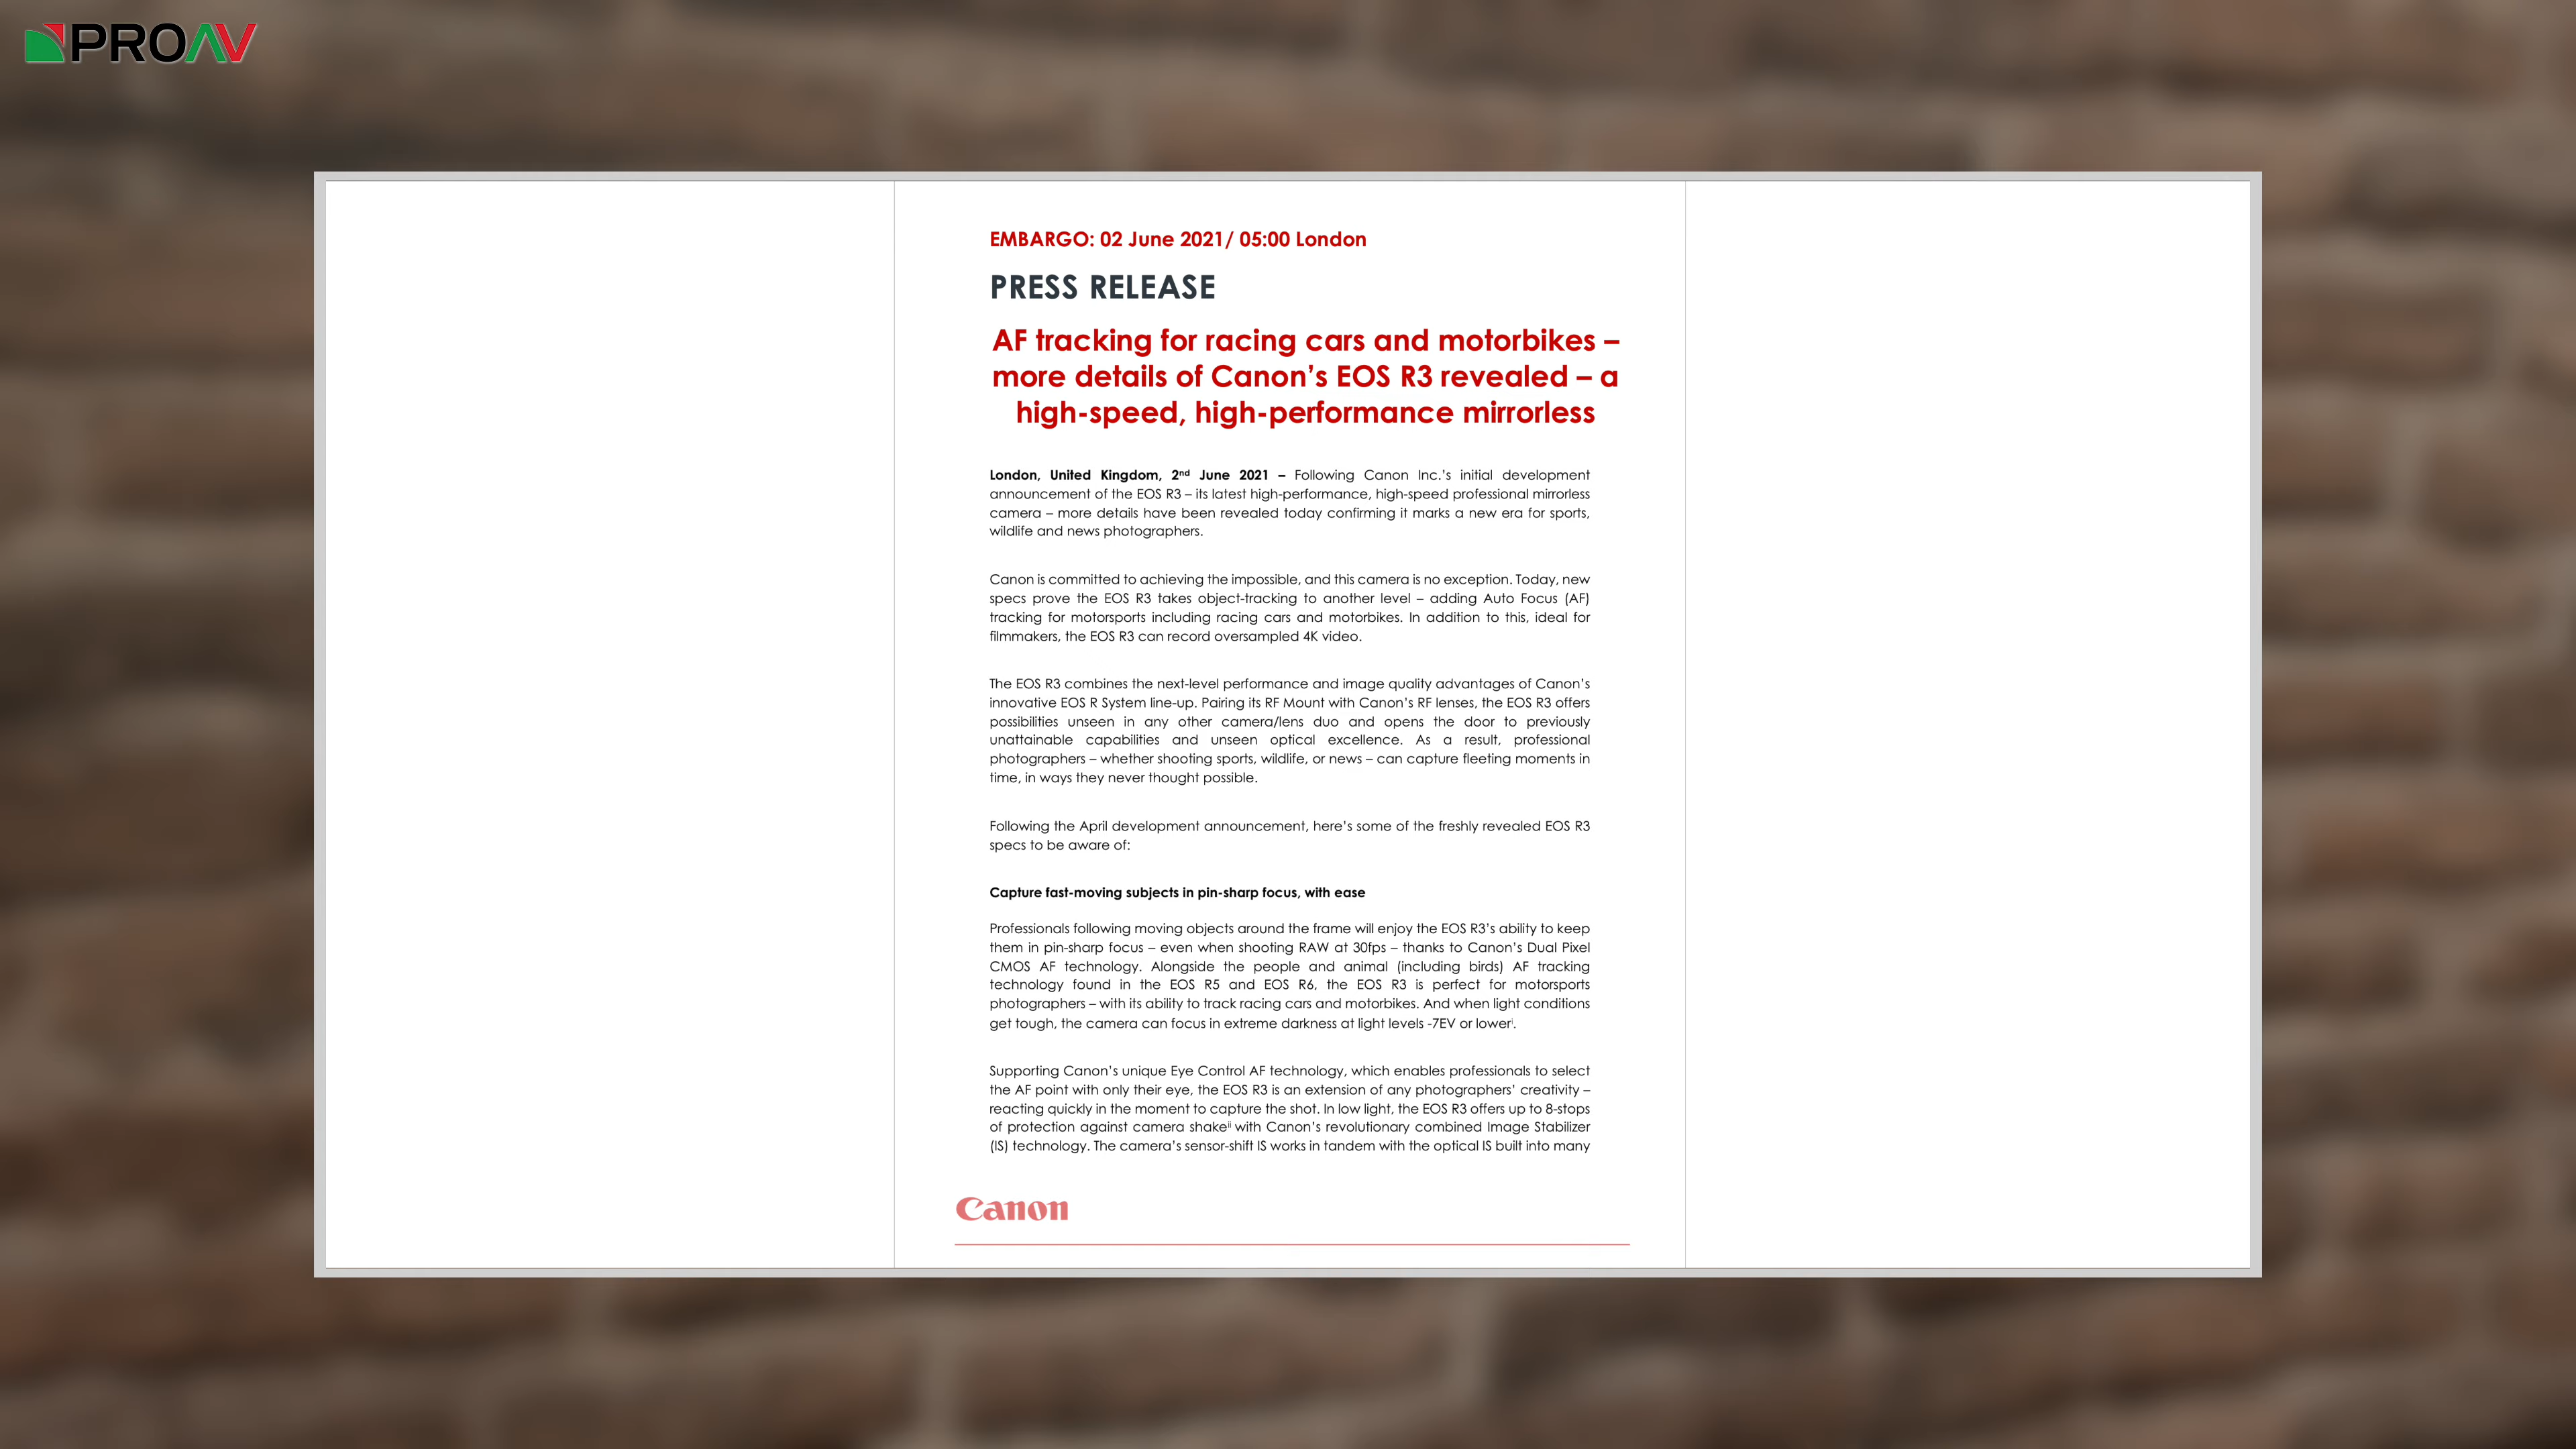 PROAV
EMBARGO: 02 June 2021/ 05:00 London
PRESS RELEASE
AF tracking for racing cars and motorbikes –
more details of Canon's EOS R3 revealed – a
high-speed, high-performance mirrorless
London, United Kingdom, 2nd June 2021 – Following Canon Inc.'s initial development
announcement of the EOS R3 – its latest high-performance, high-speed professional mirrorless
camera – more details have been revealed today confirming it marks a new era for sports,
wildlife and news photographers.
Canon is committed to achieving the impossible, and this camera is no exception. Today, new
specs prove the EOS R3 takes object-tracking to another level – adding Auto Focus (AF)
tracking for motorsports including racing cars and motorbikes. In addition to this, ideal for
filmmakers, the EOS R3 can record oversampled 4K video.
The EOS R3 combines the next-level performance and image quality advantages of Canon's
innovative EOS R System line-up. Pairing its RF Mount with Canon's RF lenses, the EOS R3 offers
possibilities unseen in any other camera/lens duo and opens the door to previously
unattainable capabilities and unseen optical excellence. As a result, professional
photographers – whether shooting sports, wildlife, or news – can capture fleeting moments in
time, in ways they never thought possible.
Following the April development announcement, here's some of the freshly revealed EOS R3
specs to be aware of:
Capture fast-moving subjects in pin-sharp focus, with ease
Professionals following moving objects around the frame will enjoy the EOS R3's ability to keep
them in pin-sharp focus – even when shooting RAW at 30fps – thanks to Canon's Dual Pixel
CMOS AF technology. Alongside the people and animal (including birds) AF tracking
technology found in the EOS R5 and EOS R6, the EOS R3 is perfect for motorsports
photographers – with its ability to track racing cars and motorbikes. And when light conditions
get tough, the camera can focus in extreme darkness at light levels -7EV or lowerⁱ.
Supporting Canon's unique Eye Control AF technology, which enables professionals to select
the AF point with only their eye, the EOS R3 is an extension of any photographers' creativity –
reacting quickly in the moment to capture the shot. In low light, the EOS R3 offers up to 8-stops
of protection against camera shakeⁱⁱ with Canon's revolutionary combined Image Stabilizer
(IS) technology. The camera's sensor-shift IS works in tandem with the optical IS built into many
Canon